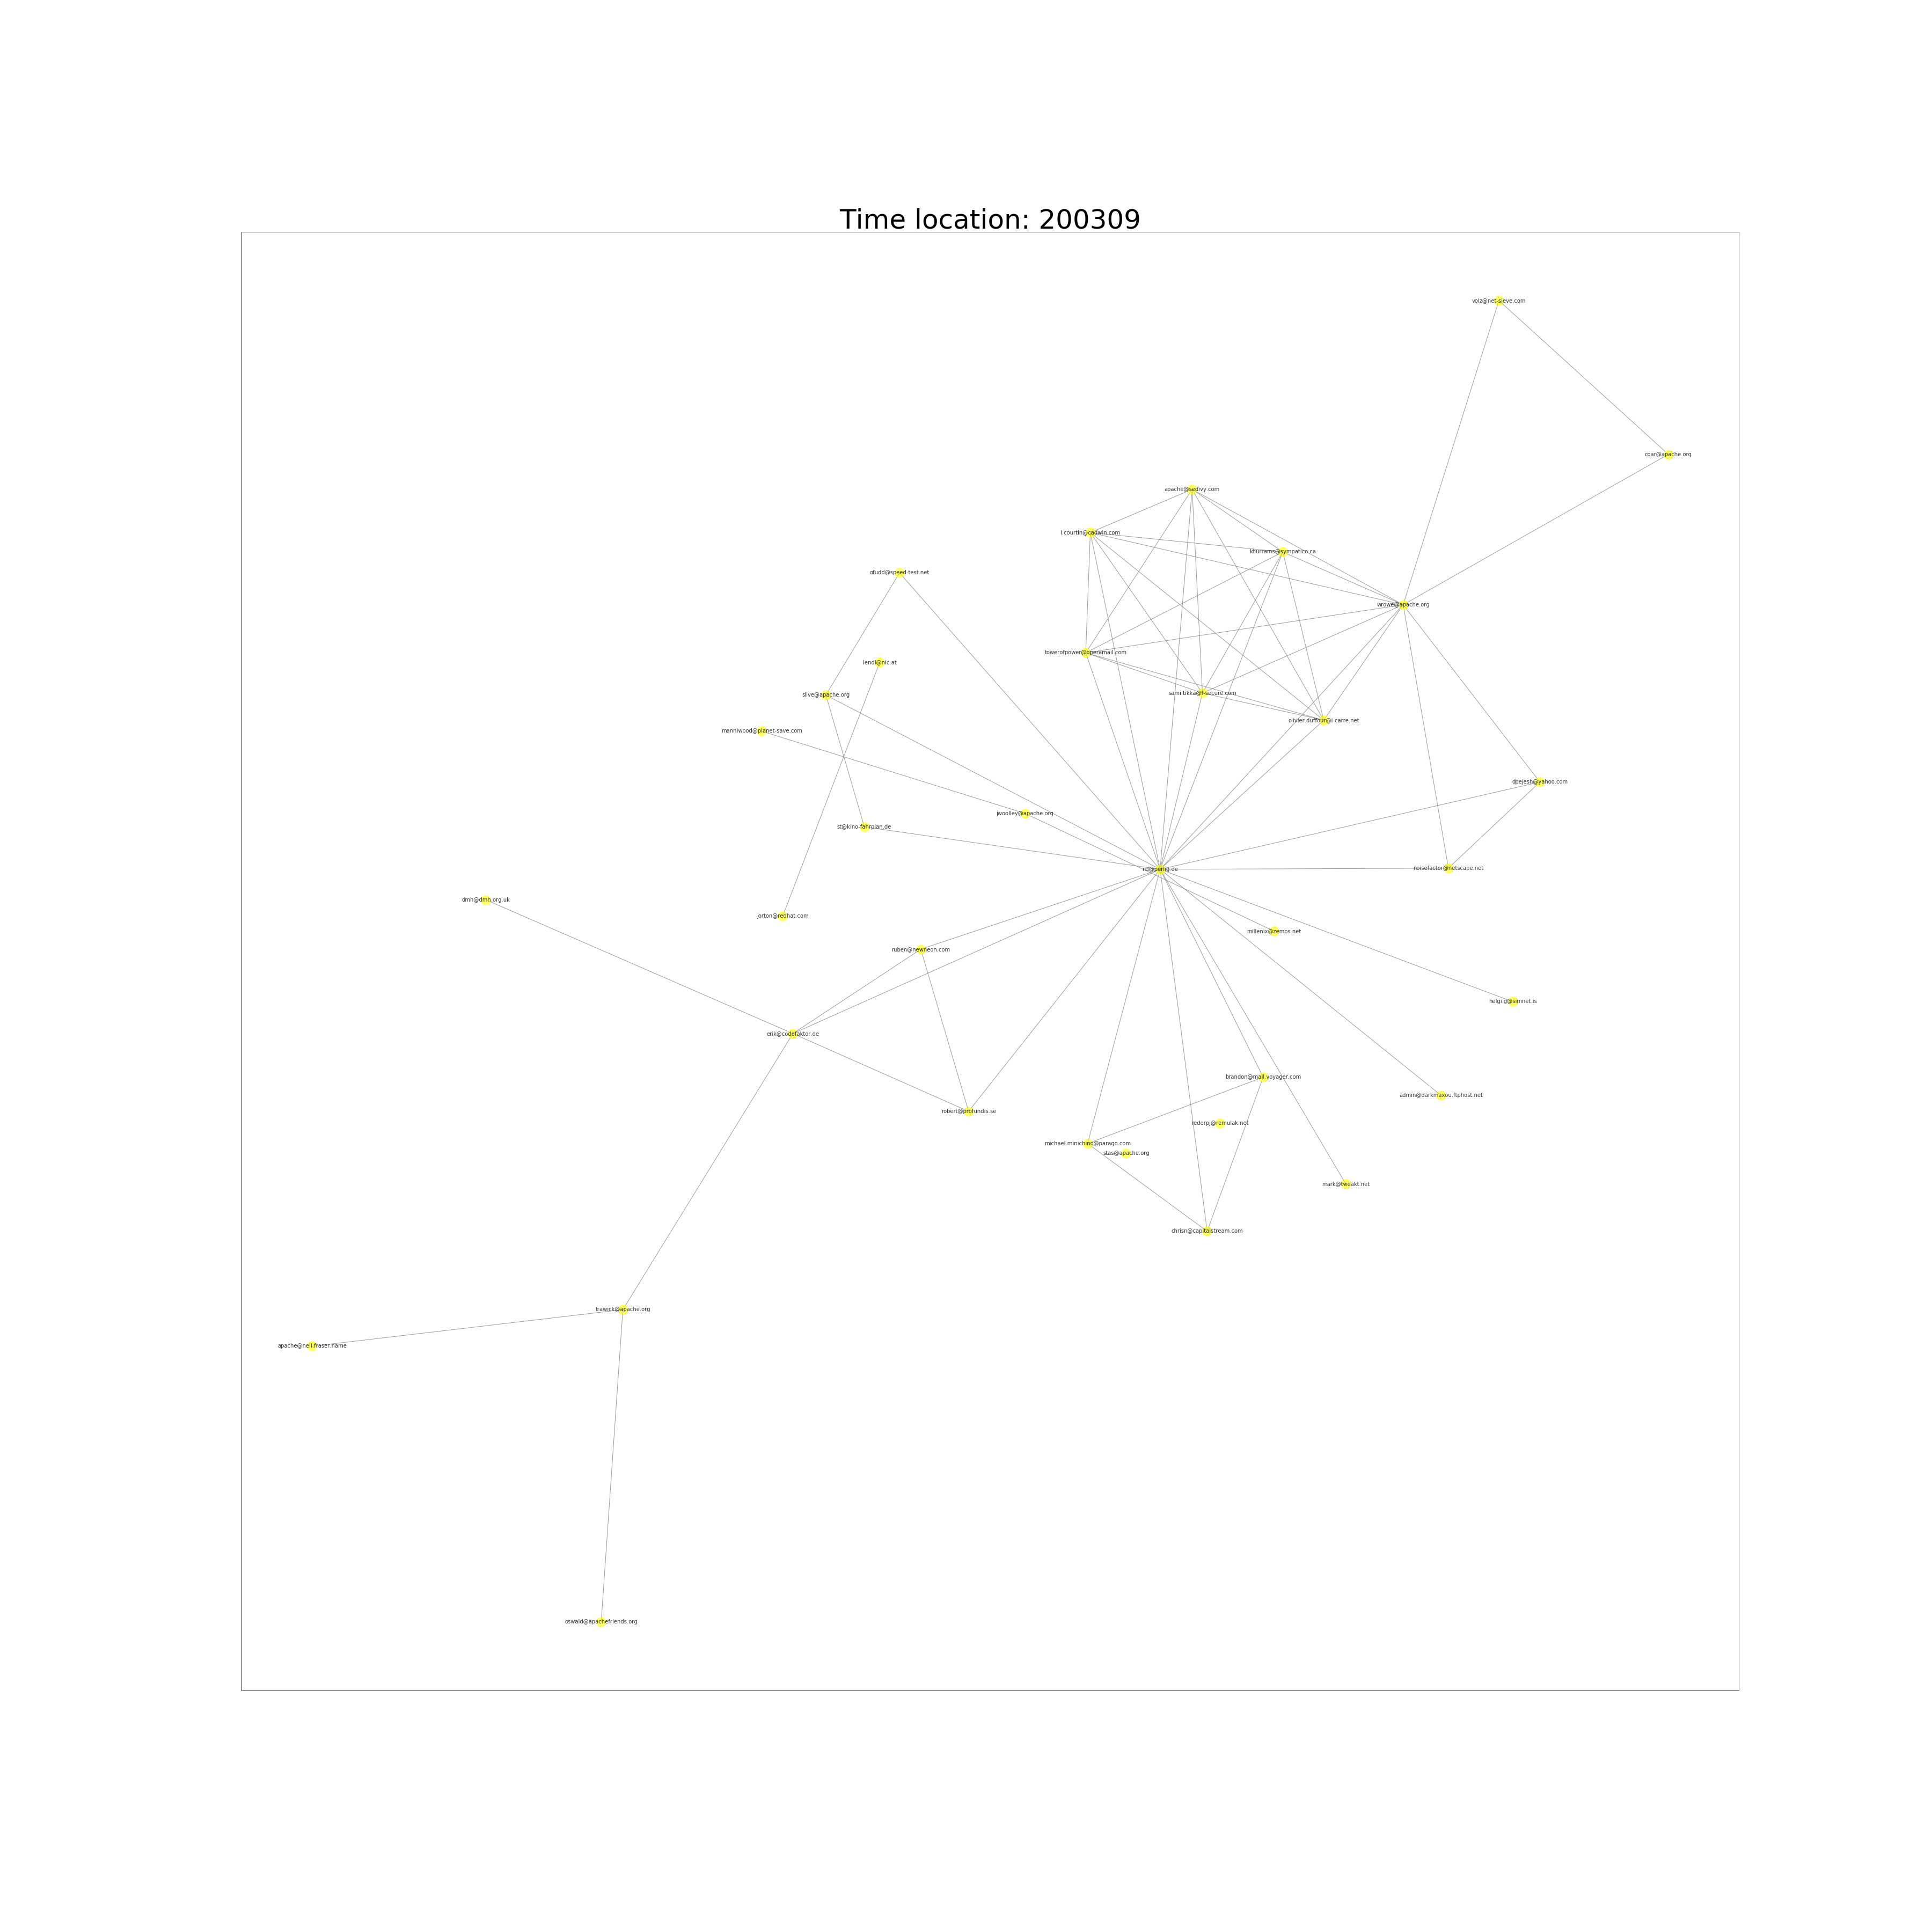 Time location: 200309
volz@net-sieve.com
coar@apache.org
apache@sedivy.com
l.courtin@cadwin.com
khurrams@sympatico.ca
ofudd@speed-test.net
wrowe@apache.org
towerofpower@operamail.com
lendl@nic.at
slive@apache.org
sami.tikka@f-secure.com
olivier.duffour@i-carre.net
manniwood@planet-save.com
dpejesh@yahoo.com
jwoolley@apache.org
st@kino-fahrplan.de
noisefactor@netscape.net
nd@perlig.de
dmh@dmh.org.uk
jorton@redhat.com
millenix@zemos.net
ruben@newneon.com
helgi.g@simnet.is
erik@codefaktor.de
brandon@mail.voyager.com
admin@darkmaxou.ftphost.net
robert@profundis.se
rederpj@remulak.net
michael.minichino@parago.com
stas@apache.org
mark@tweakt.net
chrisn@capitalstream.com
trawick@apache.org
apache@neil.fraser.name
oswald@apachefriends.org